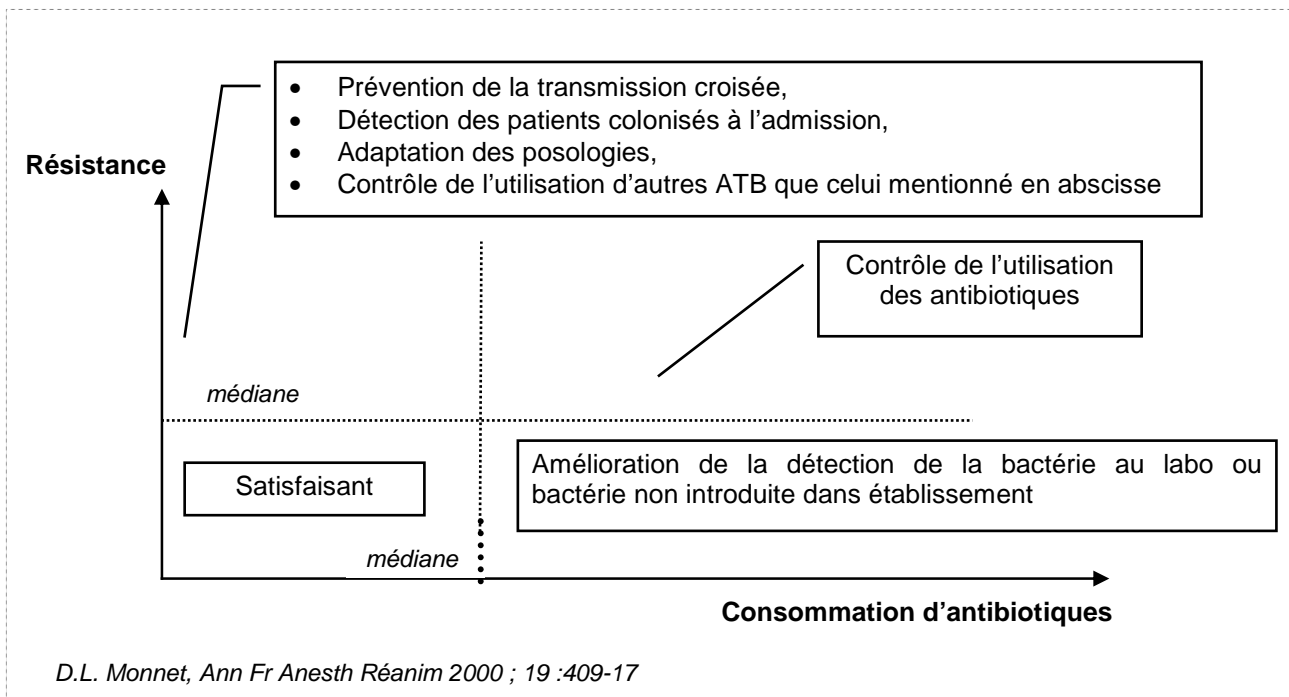 • Prévention de la transmission croisée,
• Détection des patients colonisés à l’admission,
• Adaptation des posologies,
• Contrôle de l’utilisation d’autres ATB que celui mentionné en abscisse
Résistance
Contrôle de l’utilisation
des antibiotiques
médiane
Satisfaisant
Amélioration de la détection de la bactérie au labo ou
bactérie non introduite dans établissement
médiane
Consommation d’antibiotiques
D.L. Monnet, Ann Fr Anesth Réanim 2000 ; 19 :409-17